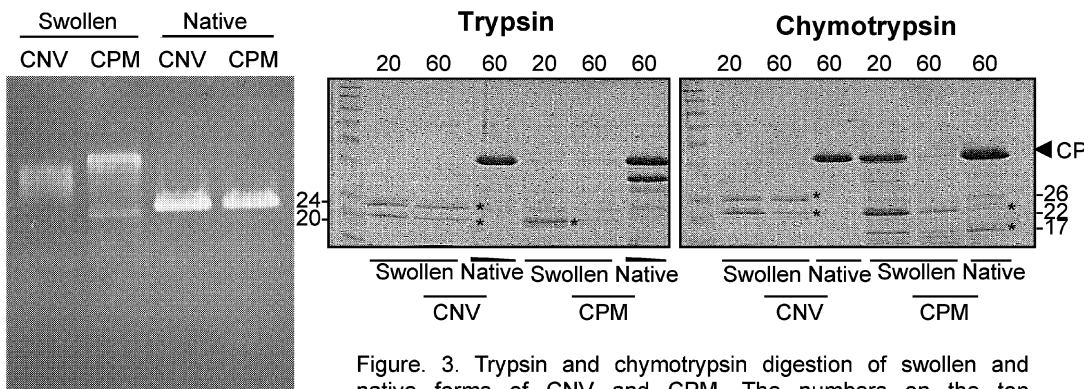 Swollen Native
CNV CPM CNV CPM
Trypsin
20 60 60 20 60 60
24-
20-
*
*
*
Swollen Native Swollen Native
CNV CPM
Chymotrypsin
20 60 60 20 60 60
◄CP
-26
-22
-17
*
*
*
*
Swollen Native Swollen Native
CNV CPM
Figure. 3. Trypsin and chymotrypsin digestion of swollen and
native forms of CNV and CPM. The numbers on the top